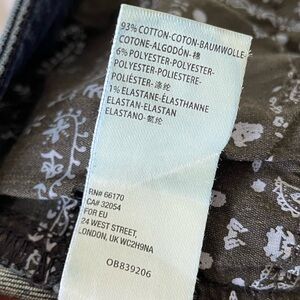 93% COTTON-COTON-BAUMWOLLE
COTONE-ALGODÓN-棉
6% POLYESTER-POLYESTER-
POLYESTER-POLIESTERE-
POLIÉSTER-涤纶
1% ELASTANE-ÉLASTHANNE
ELASTAN-ELASTAN
ELASTANO-氨纶
RN# 66170
CA# 32054
FOR EU
24 WEST STREET,
LONDON, UK WC2H9NA
OB839206